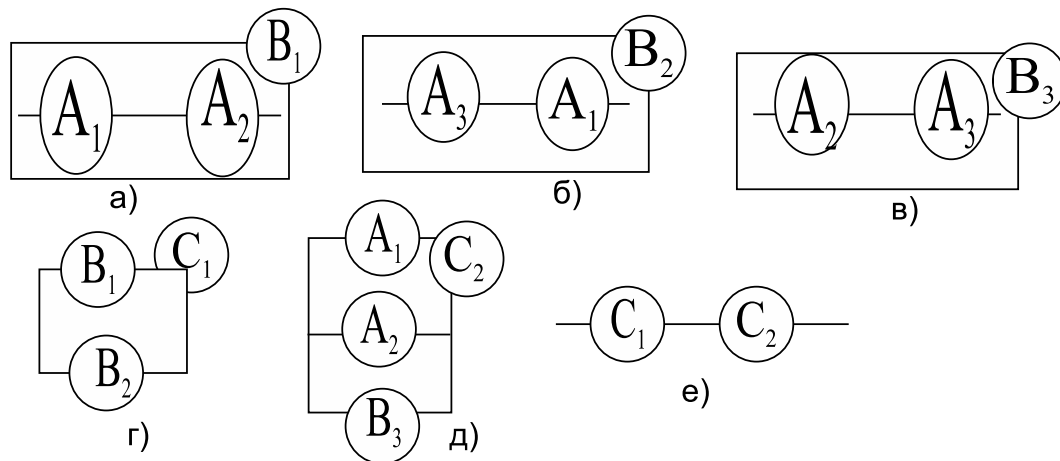 A₁ A₂ B₁
а)
A₃ A₁ B₂
б)
A₂ A₃ B₃
в)
B₁ C₁
B₂
г)
A₁ C₂
A₂
B₃
д)
C₁ C₂
е)